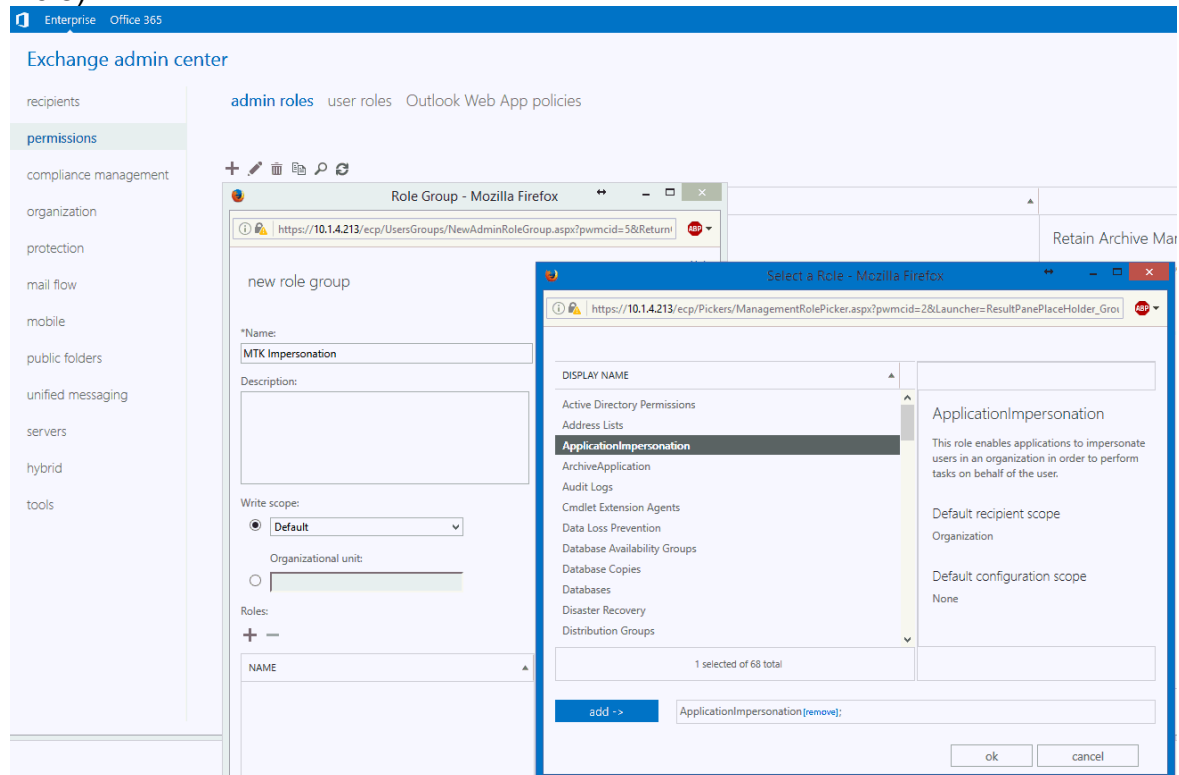 Enterprise Office 365
Exchange admin center
recipients
permissions
compliance management
organization
protection
mail flow
mobile
public folders
unified messaging
servers
hybrid
tools
admin roles user roles Outlook Web App policies
Role Group - Mozilla Firefox
https://10.1.4.213/ecp/UsersGroups/NewAdminRoleGroup.aspx?pwmcid=5&Return
ABP
new role group
*Name:
MTK Impersonation
Description:
Write scope:
Default
Organizational unit:
Roles:
NAME
Retain Archive Mar
Select a Role - Mozilla Firefox
https://10.1.4.213/ecp/Pickers/ManagementRolePicker.aspx?pwmcid=2&Launcher=ResultPanePlaceHolder_Grou
ABP
DISPLAY NAME
Active Directory Permissions
Address Lists
ApplicationImpersonation
ArchiveApplication
Audit Logs
Cmdlet Extension Agents
Data Loss Prevention
Database Availability Groups
Database Copies
Databases
Disaster Recovery
Distribution Groups
1 selected of 68 total
ApplicationImpersonation
This role enables applications to impersonate
users in an organization in order to perform
tasks on behalf of the user.
Default recipient scope
Organization
Default configuration scope
None
add ->
ApplicationImpersonation[remove];
ok
cancel